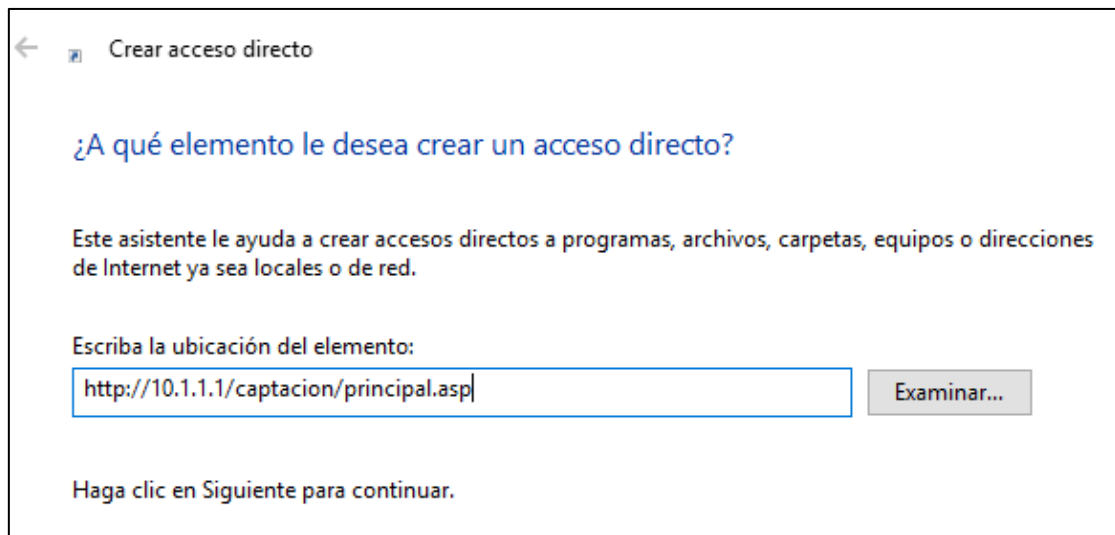 Crear acceso directo
¿A qué elemento le desea crear un acceso directo?
Este asistente le ayuda a crear accesos directos a programas, archivos, carpetas, equipos o direcciones
de Internet ya sea locales o de red.
Escriba la ubicación del elemento:
http://10.1.1.1/captacion/principal.asp
Examinar...
Haga clic en Siguiente para continuar.